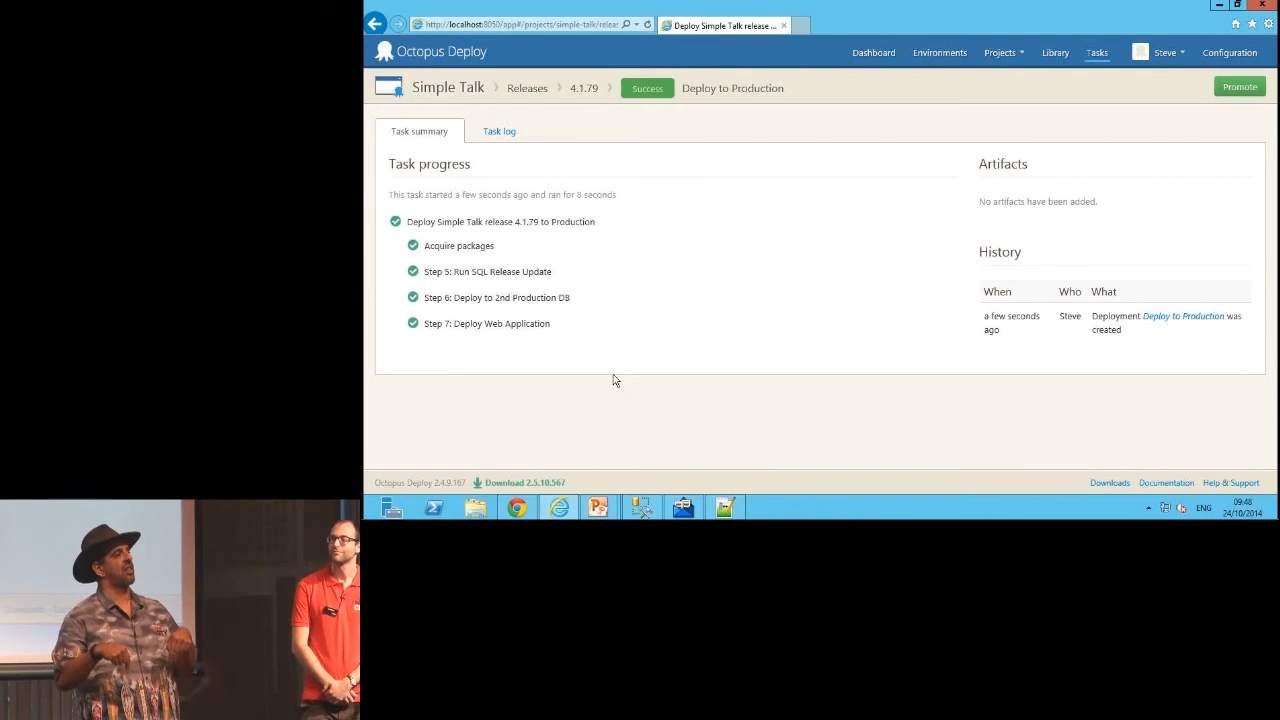 http://localhost:8050/app#/projects/simple-talk/relea
Deploy Simple Talk release ...
Octopus Deploy
Dashboard Environments Projects Library Tasks Steve Configuration
Simple Talk Releases 4.1.79 Success Deploy to Production Promote
Task summary Task log
Task progress
This task started a few seconds ago and ran for 8 seconds
Deploy Simple Talk release 4.1.79 to Production
Acquire packages
Step 5: Run SQL Release Update
Step 6: Deploy to 2nd Production DB
Step 7: Deploy Web Application
Artifacts
No artifacts have been added.
History
When Who What
a few seconds ago Steve Deployment Deploy to Production was created
Octopus Deploy 2.4.9.167 Download 2.5.10.567 Downloads Documentation Help & Support
ENG
09:48
24/10/2014